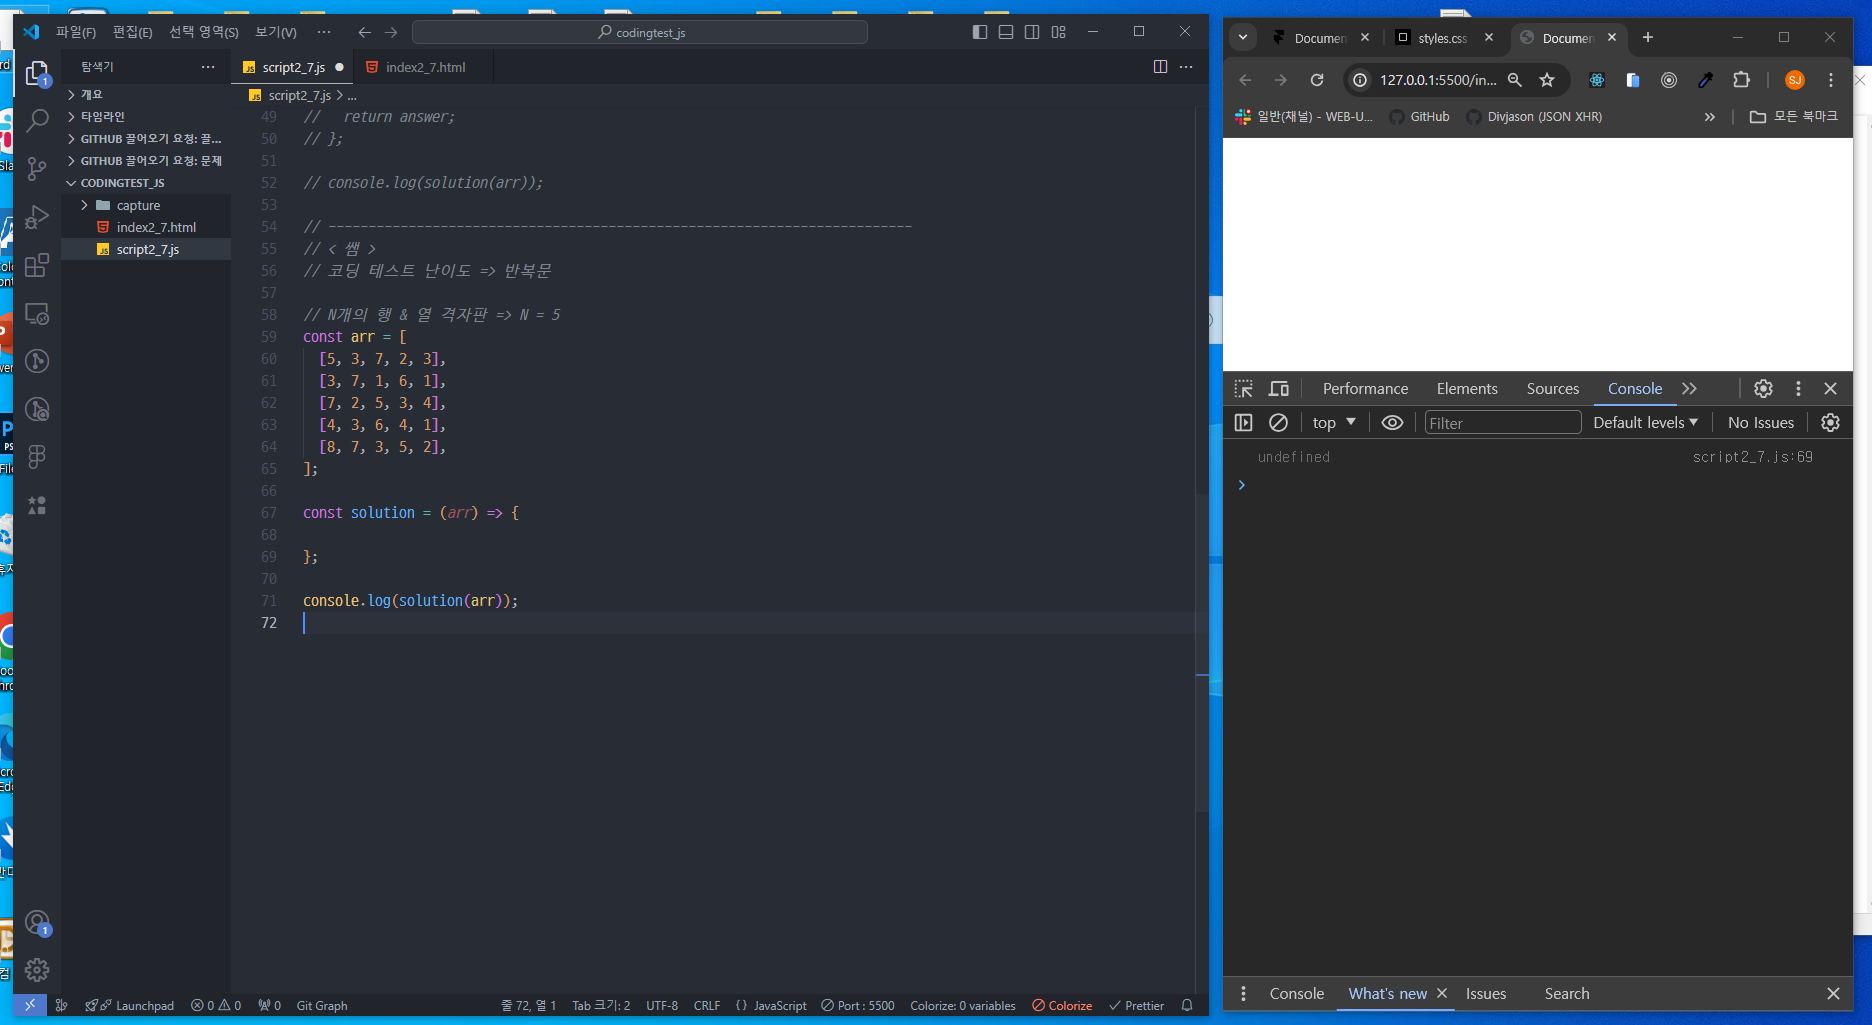 파일(F) 편집(E) 선택 영역(S) 보기(V) ··· codingtest_js
탐색기 ···
개요
타임라인
GITHUB 끌어오기 요청: 끌...
GITHUB 끌어오기 요청: 문제
CODINGTEST_JS
capture
index2_7.html
script2_7.js
script2_7.js index2_7.html
script2_7.js > ...
49 //   return answer;
50 // };
51
52 // console.log(solution(arr));
53
54 // -------------------------------------------------------------------------
55 // < 쌤 >
56 // 코딩 테스트 난이도 => 반복문
57
58 // N개의 행 & 열 격자판 => N = 5
59 const arr = [
60   [5, 3, 7, 2, 3],
61   [3, 7, 1, 6, 1],
62   [7, 2, 5, 3, 4],
63   [4, 3, 6, 4, 1],
64   [8, 7, 3, 5, 2],
65 ];
66
67 const solution = (arr) => {
68
69 };
70
71 console.log(solution(arr));
72
1
1
Launchpad 0 0 0 Git Graph 줄 72, 열 1 Tab 크기: 2 UTF-8 CRLF {} JavaScript Port : 5500 Colorize: 0 variables Colorize Prettier
Documen styles.css Documen
127.0.0.1:5500/in... SJ
일반(채널) - WEB-U... GitHub Divjason (JSON XHR) » 모든 북마크
Performance Elements Sources Console
top Filter Default levels No Issues
undefined script2_7.js:69
Console What's new Issues Search